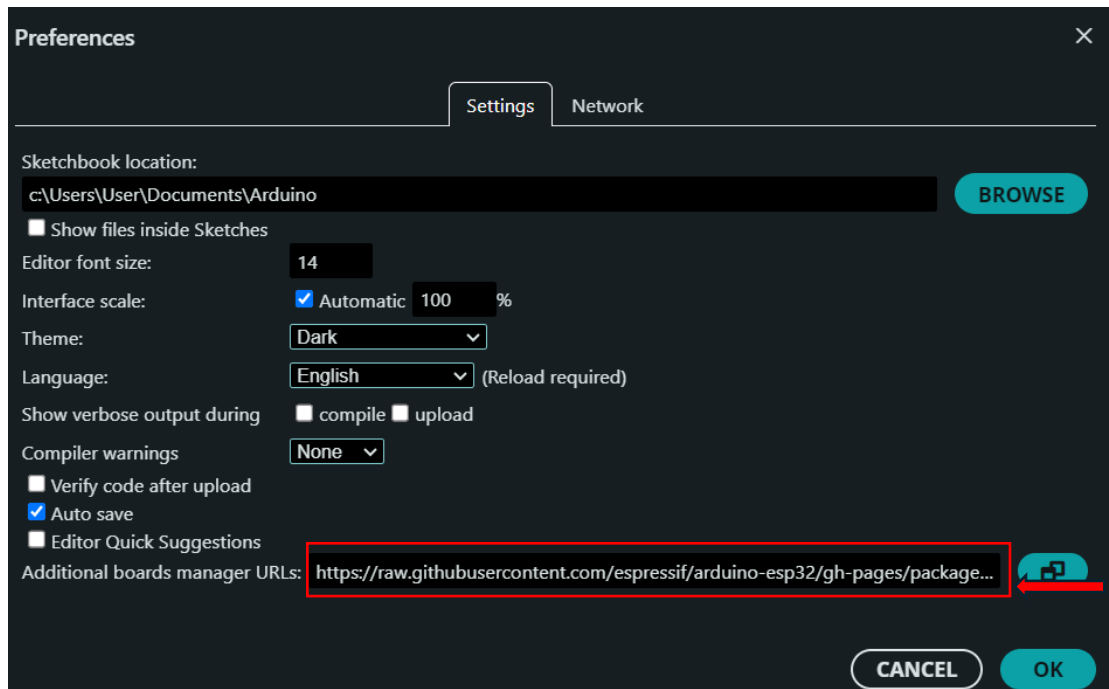 Preferences
Settings Network
Sketchbook location:
c:\Users\User\Documents\Arduino BROWSE
Show files inside Sketches
Editor font size: 14
Interface scale: Automatic 100 %
Theme: Dark
Language: English (Reload required)
Show verbose output during compile upload
Compiler warnings None
Verify code after upload
Auto save
Editor Quick Suggestions
Additional boards manager URLs: https://raw.githubusercontent.com/espressif/arduino-esp32/gh-pages/package...
CANCEL OK